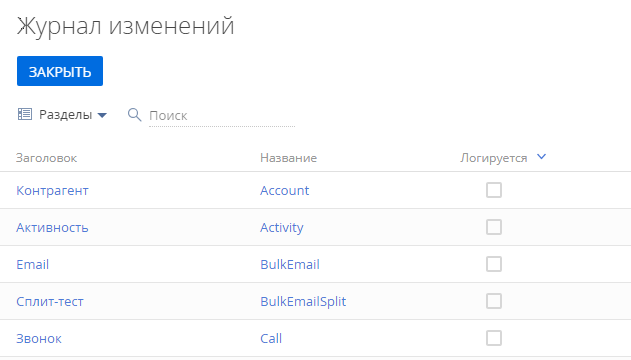 Журнал изменений
ЗАКРЫТЬ
Разделы Поиск
Заголовок Название Логируется
Контрагент Account
Активность Activity
Email BulkEmail
Сплит-тест BulkEmailSplit
Звонок Call